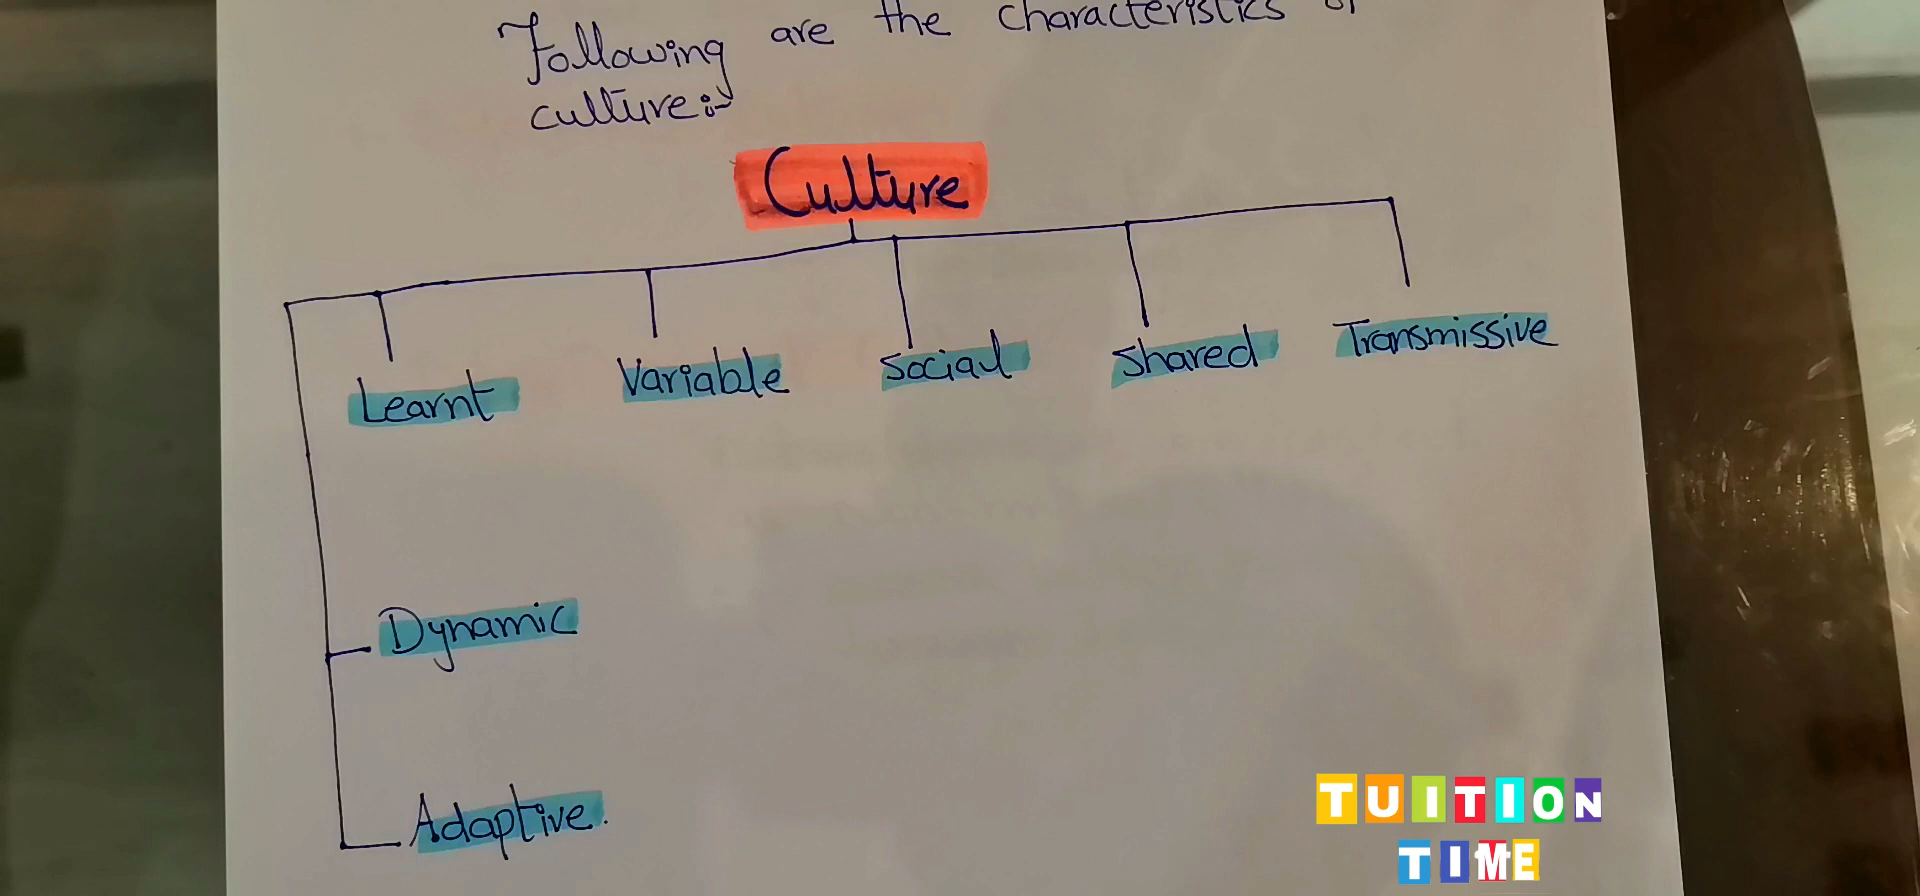 Following are the characteristics of
culture:-
Culture
Learnt Variable Social Shared Transmissive
Dynamic
Adaptive.
TUITION
TIME